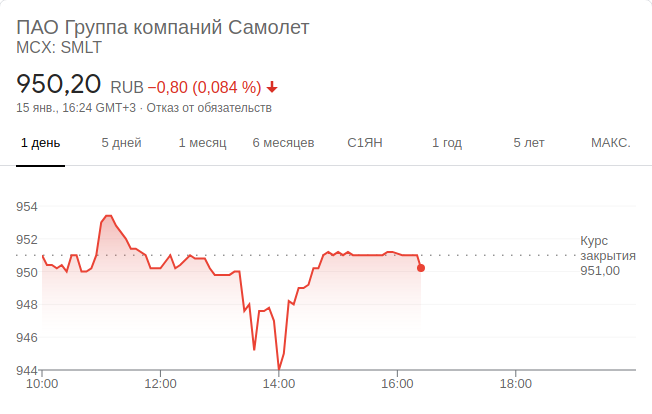 ПАО Группа компаний Самолет
MCX: SMLT
950,20 RUB −0,80 (0,084 %)
15 янв., 16:24 GMT+3 · Отказ от обязательств
1 день 5 дней 1 месяц 6 месяцев С1ЯН 1 год 5 лет МАКС.
954
952
950
948
946
944
Курс
закрытия
951,00
10:00 12:00 14:00 16:00 18:00